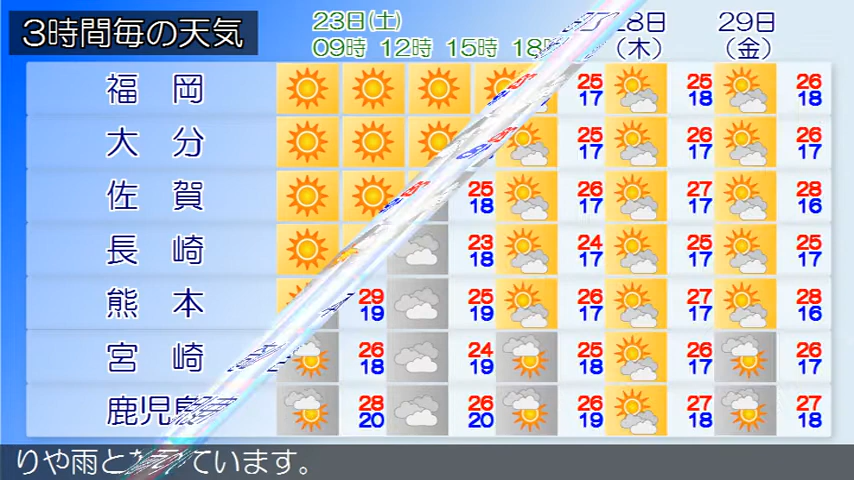 3時間毎の天気
23日(土) 28日 29日
09時 12時 15時 18時 (木) (金)
福岡 25 17 25 18 26 18
大分 25 17 26 17 26 17
佐賀 25 18 26 17 27 17 28 16
長崎 23 18 24 17 25 17 25 17
熊本 29 19 25 19 26 17 27 17 28 16
宮崎 26 18 24 19 25 18 26 17 26 17
鹿児島 28 20 26 20 26 19 27 18 27 18
りや雨と ています。